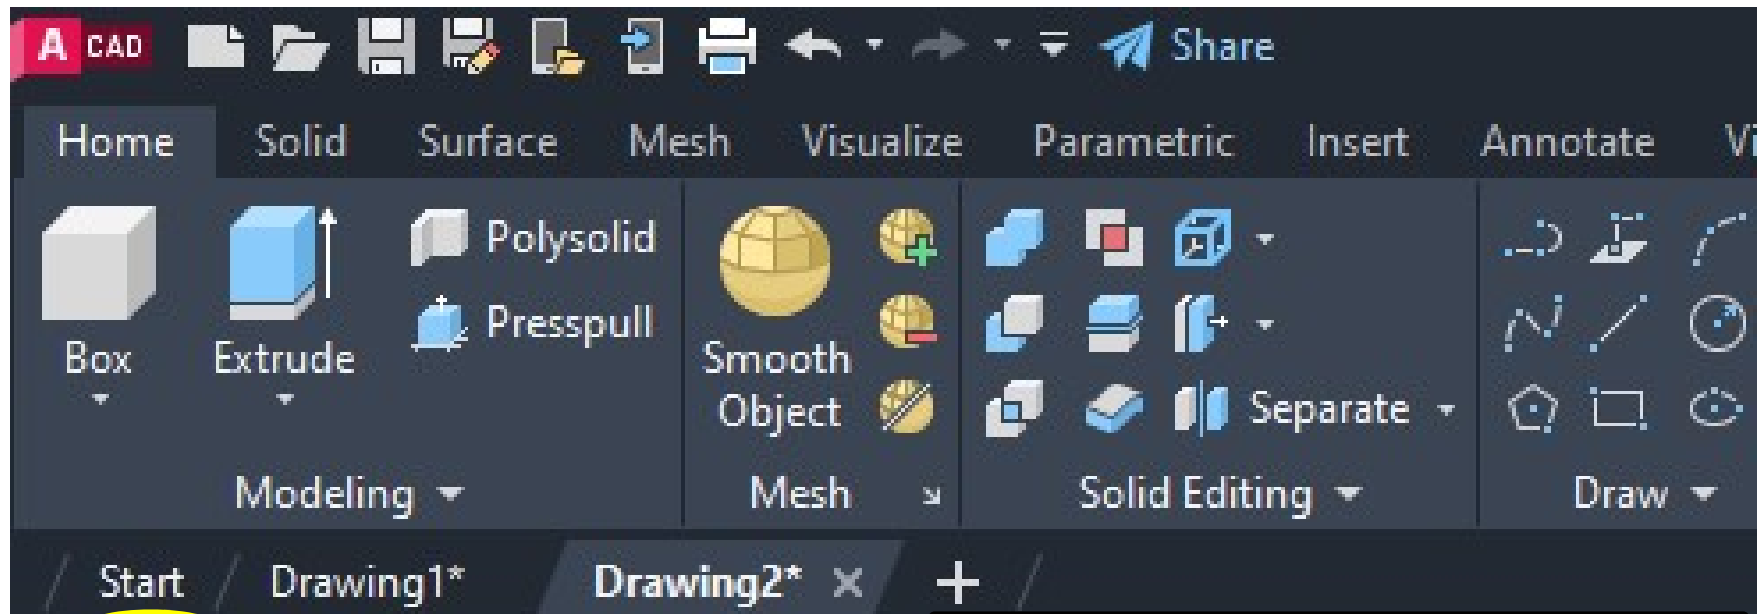 A CAD Share
Home Solid Surface Mesh Visualize Parametric Insert Annotate
Polysolid
Presspull
Box Extrude Smooth Object
Separate
Modeling Mesh Solid Editing Draw
Start Drawing1* Drawing2*